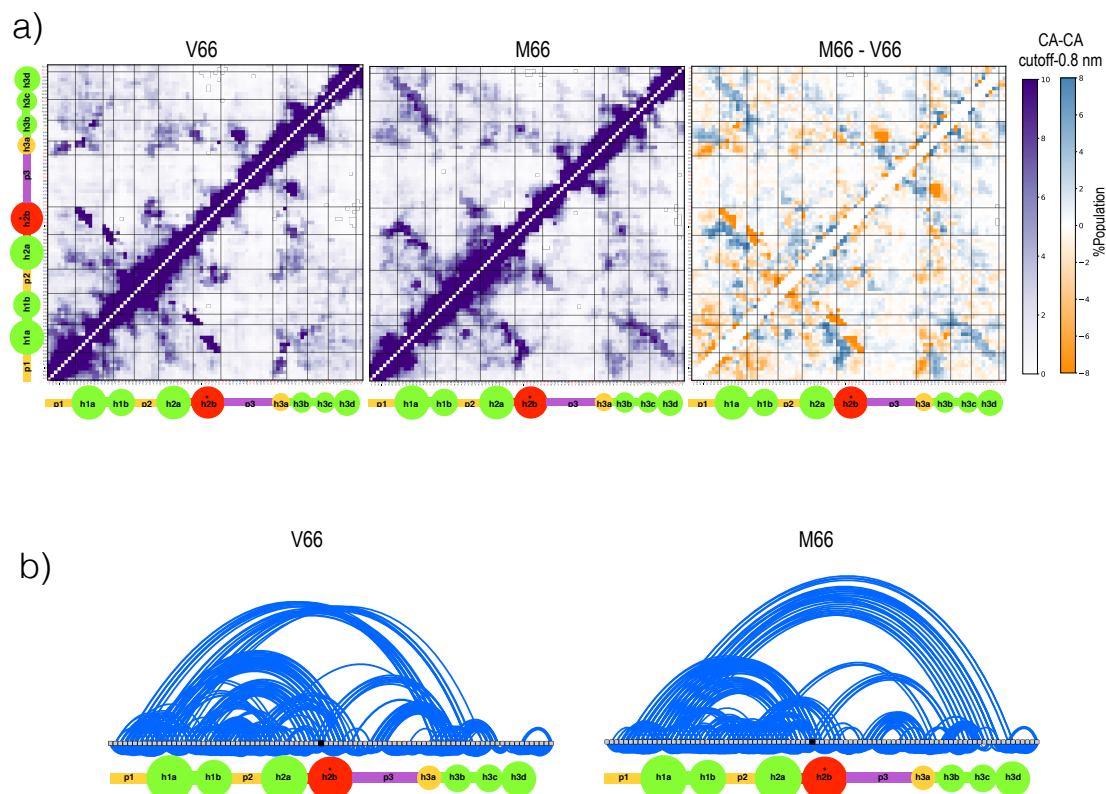 a)
V66
M66
M66 - V66
CA-CA
cutoff-0.8 nm
h3d
h3c
h3b
h3a
p3
*
h2b
h2a
p2
h1b
h1a
p1
10
8
6
4
2
0
8
6
4
2
0
−2
−4
−6
−8
%Population
p1 h1a h1b p2 h2a * h2b p3 h3a h3b h3c h3d
p1 h1a h1b p2 h2a * h2b p3 h3a h3b h3c h3d
p1 h1a h1b p2 h2a * h2b p3 h3a h3b h3c h3d
b)
V66
M66
p1 h1a h1b p2 h2a * h2b p3 h3a h3b h3c h3d
p1 h1a h1b p2 h2a * h2b p3 h3a h3b h3c h3d